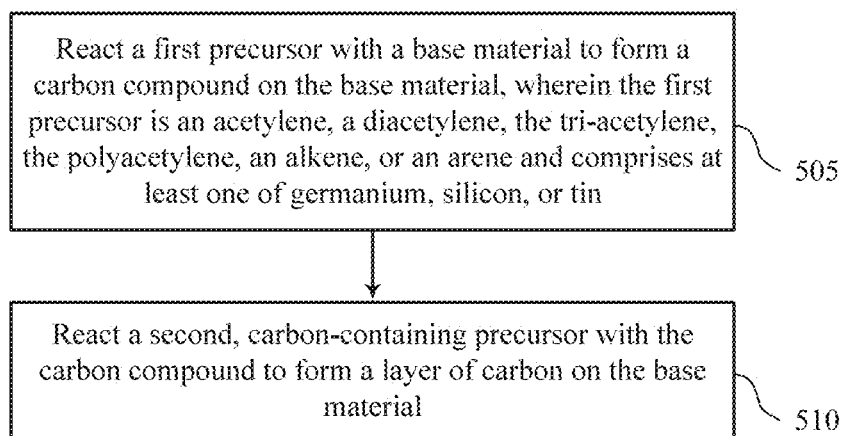 React a first precursor with a base material to form a
carbon compound on the base material, wherein the first
precursor is an acetylene, a diacetylene, the tri-acetylene,
the polyacetylene, an alkene, or an arene and comprises at
least one of germanium, silicon, or tin
505
React a second, carbon-containing precursor with the
carbon compound to form a layer of carbon on the base
material
510